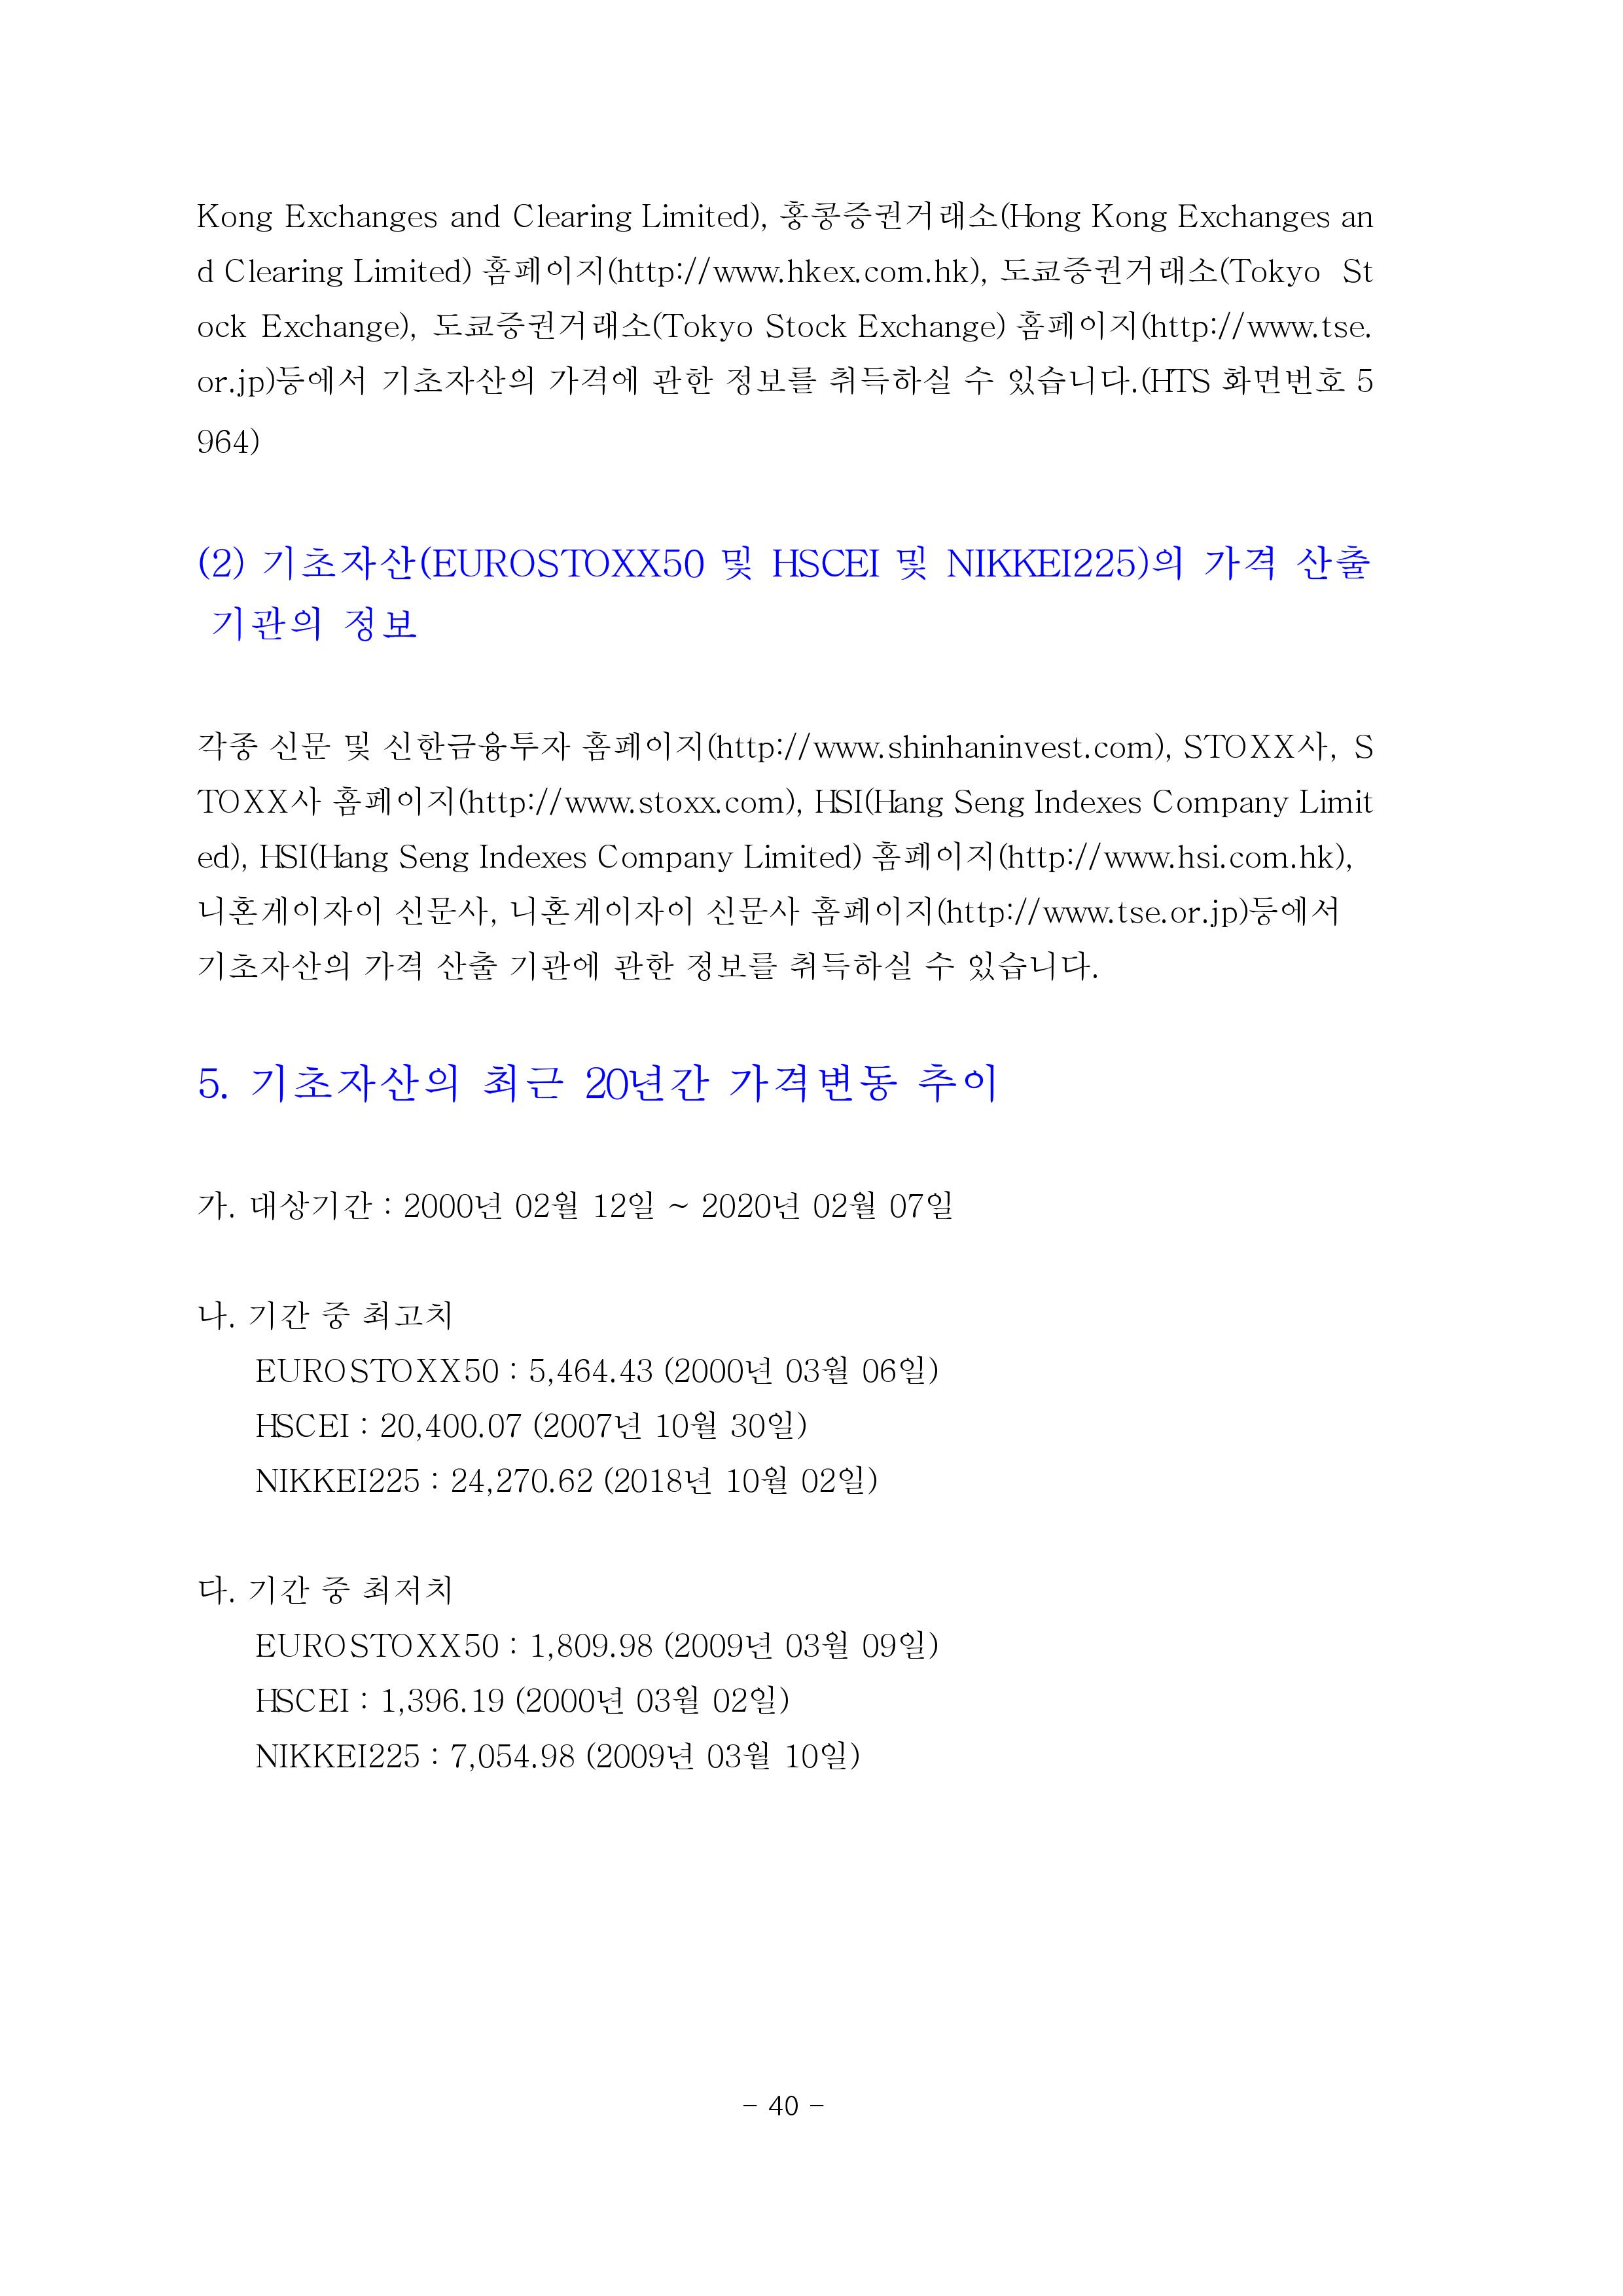 Kong Exchanges and Clearing Limited), 홍콩증권거래소(Hong Kong Exchanges an
d Clearing Limited) 홈페이지(http://www.hkex.com.hk), 도쿄증권거래소(Tokyo St
ock Exchange), 도쿄증권거래소(Tokyo Stock Exchange) 홈페이지(http://www.tse.
or.jp)등에서 기초자산의 가격에 관한 정보를 취득하실 수 있습니다.(HTS 화면번호 5
964)
(2) 기초자산(EUROSTOXX50 및 HSCEI 및 NIKKEI225)의 가격 산출
기관의 정보
각종 신문 및 신한금융투자 홈페이지(http://www.shinhaninvest.com), STOXX사, S
TOXX사 홈페이지(http://www.stoxx.com), HSI(Hang Seng Indexes Company Limit
ed), HSI(Hang Seng Indexes Company Limited) 홈페이지(http://www.hsi.com.hk),
니혼게이자이 신문사, 니혼게이자이 신문사 홈페이지(http://www.tse.or.jp)등에서
기초자산의 가격 산출 기관에 관한 정보를 취득하실 수 있습니다.
5. 기초자산의 최근 20년간 가격변동 추이
가. 대상기간 : 2000년 02월 12일 ~ 2020년 02월 07일
나. 기간 중 최고치
EUROSTOXX50 : 5,464.43 (2000년 03월 06일)
HSCEI : 20,400.07 (2007년 10월 30일)
NIKKEI225 : 24,270.62 (2018년 10월 02일)
다. 기간 중 최저치
EUROSTOXX50 : 1,809.98 (2009년 03월 09일)
HSCEI : 1,396.19 (2000년 03월 02일)
NIKKEI225 : 7,054.98 (2009년 03월 10일)
- 40 -